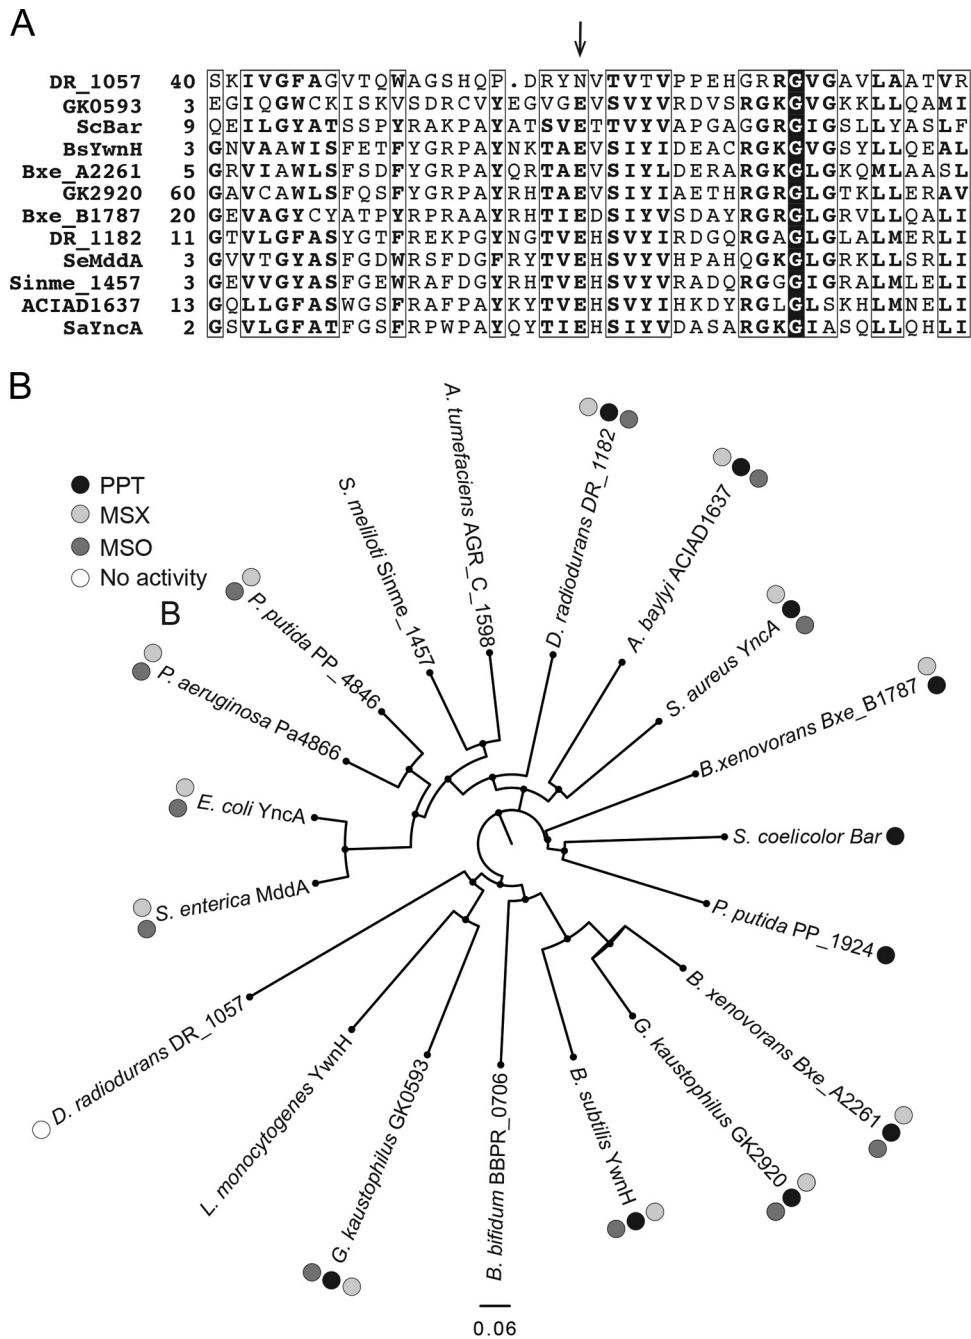 A
DR_1057 40 SKIVGFAGVTQWAGSHQP.DRYNVTVTVPPEHGRRGVGAVLAATVR
GK0593 3 EGIQGWCKISKVSDRCVYEGVGEVSVYVRDVSRGKGVGKKLLQAMI
ScBar 9 QEILGYATSSPYRAKPAYATSVETTVYVAPGAGGRGIGSLLYASLF
BsYwnH 3 GNVAAWISFETFYGRPAYNKTAEVSIYIDEACRGKGVGSYLLQEAL
Bxe_A2261 5 GRVIAWLSFSDFYGRPAYQRTAEVSIYLDERARGKGLGKQMLAASL
GK2920 60 GAVCAWLSFQSFYGRPAYRHTAEVSIYIAETHRGRGLGTKLLERAV
Bxe_B1787 20 GEVAGYCYATPYRPRAAYRHTIEDSIYVSDAYRGRGLGRVLLQALI
DR_1182 11 GTVLGFASYGTFREKPGYNGTVEHSVYIRDGQRGAGLGLALMERLI
SeMddA 3 GVVTGYASFGDWRSFDGFRYTVEHSVYVHPAHQGKGLGRKLLSRLI
Sinme_1457 3 GEVVGYASFGEWRAFDGYRHTVEHSVYVRADQRGGGIGRALMLELI
ACIAD1637 13 GQLLGFASWGSFRAFPAYKYTVEHSIYIHKDYRGLGLSKHLMNELI
SaYncA 2 GSVLGFATFGSFRPWPAYQYTIEHSIYVDASARGKGIASQLLQHLI
B
PPT
MSX
MSO
No activity
B
A. tumefaciens AGR_C_1598
D. radiodurans DR_1182
A. baylyi ACIAD1637
S. aureus YncA
B.xenovorans Bxe_B1787
S. coelicolor Bar
P. putida PP_1924
B. xenovorans Bxe_A2261
G. kaustophilus GK2920
B. subtilis YwnH
B. bifidum BBPR_0706
G. kaustophilus GK0593
L. monocytogenes YwnH
D. radiodurans DR_1057
S. enterica MddA
E. coli YncA
P. aeruginosa Pa4866
P. putida PP_4846
S. meliloti Sinme_1457
0.06